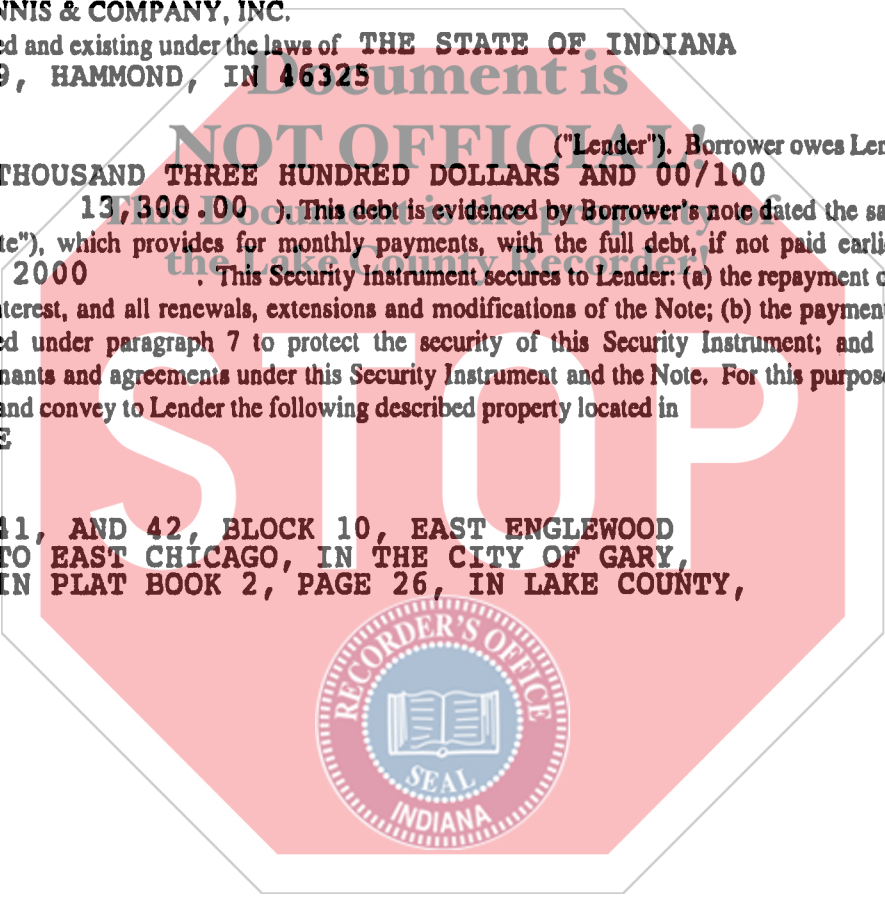 NNIS & COMPANY, INC.
ed and existing under the laws of THE STATE OF INDIANA
9, HAMMOND, IN 46325
Document is
NOT OFFICIAL!
("Lender"). Borrower owes Len
THOUSAND THREE HUNDRED DOLLARS AND 00/100
This Document is the property of
13,300.00 ). This debt is evidenced by Borrower's note dated the sa
te"), which provides for monthly payments, with the full debt, if not paid earli
the Lake County Recorder!
2000 . This Security Instrument secures to Lender: (a) the repayment o
nterest, and all renewals, extensions and modifications of the Note; (b) the payment
ed under paragraph 7 to protect the security of this Security Instrument; and
nants and agreements under this Security Instrument and the Note. For this purpose
and convey to Lender the following described property located in
E
STOP
41, AND 42, BLOCK 10, EAST ENGLEWOOD
TO EAST CHICAGO, IN THE CITY OF GARY,
IN PLAT BOOK 2, PAGE 26, IN LAKE COUNTY,
RECORDER'S OFFICE
SEAL
INDIANA